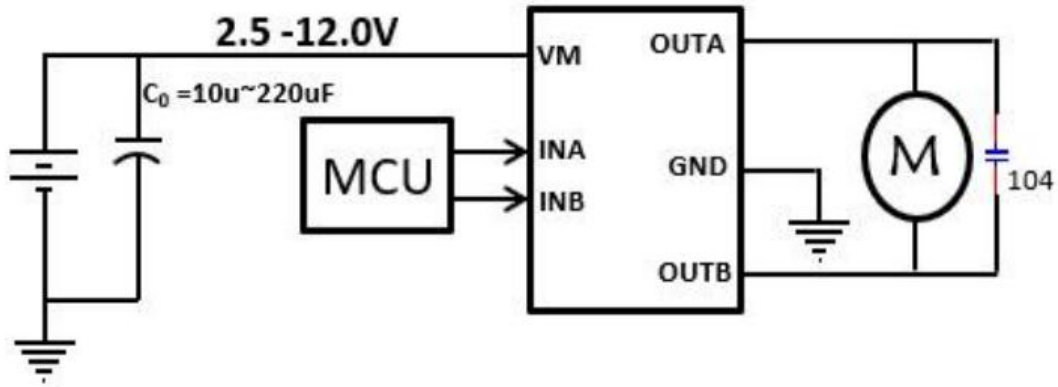 2.5 -12.0V
C₀ =10u~220uF
MCU
VM
INA
INB
OUTA
GND
OUTB
M
104